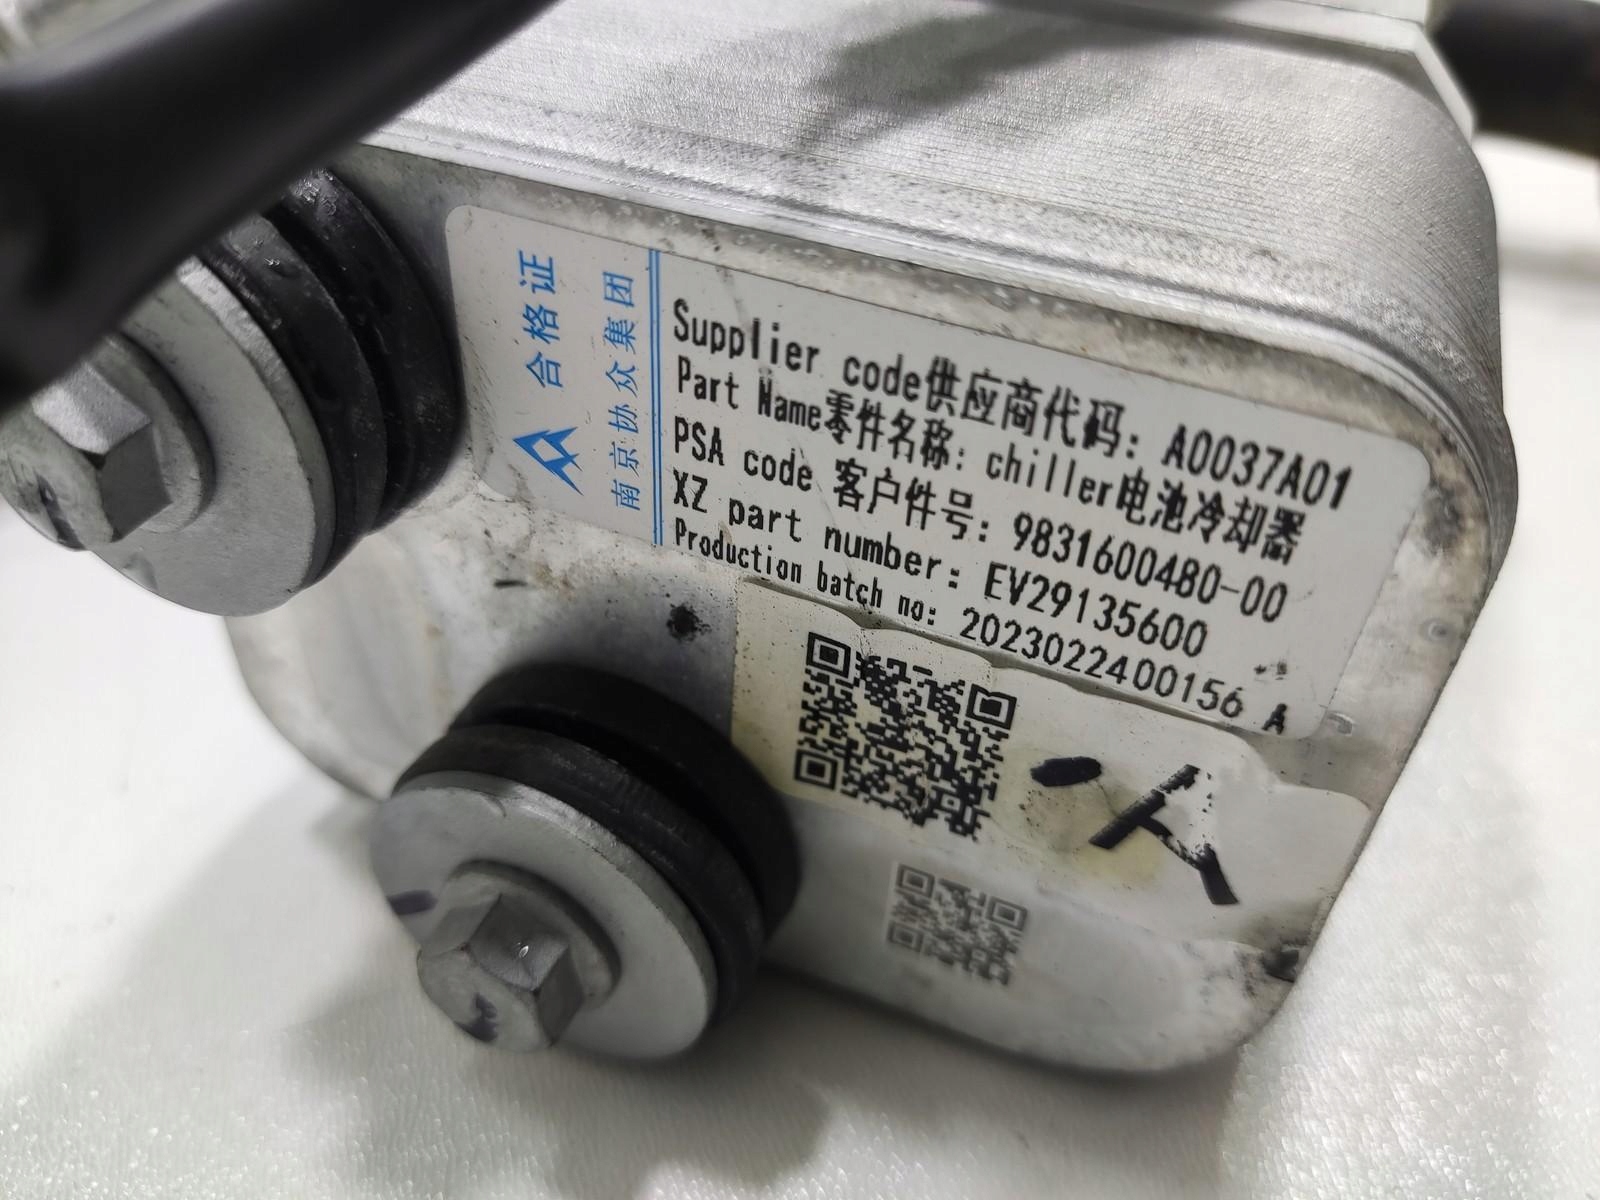 合格证
南京协众集团
Supplier code供应商代码: A0037A01
Part Name零件名称: chiller电池冷却器
PSA code 客户件号: 9831600480-00
XZ part number: EV29135600
Production batch no: 2023022400156 A